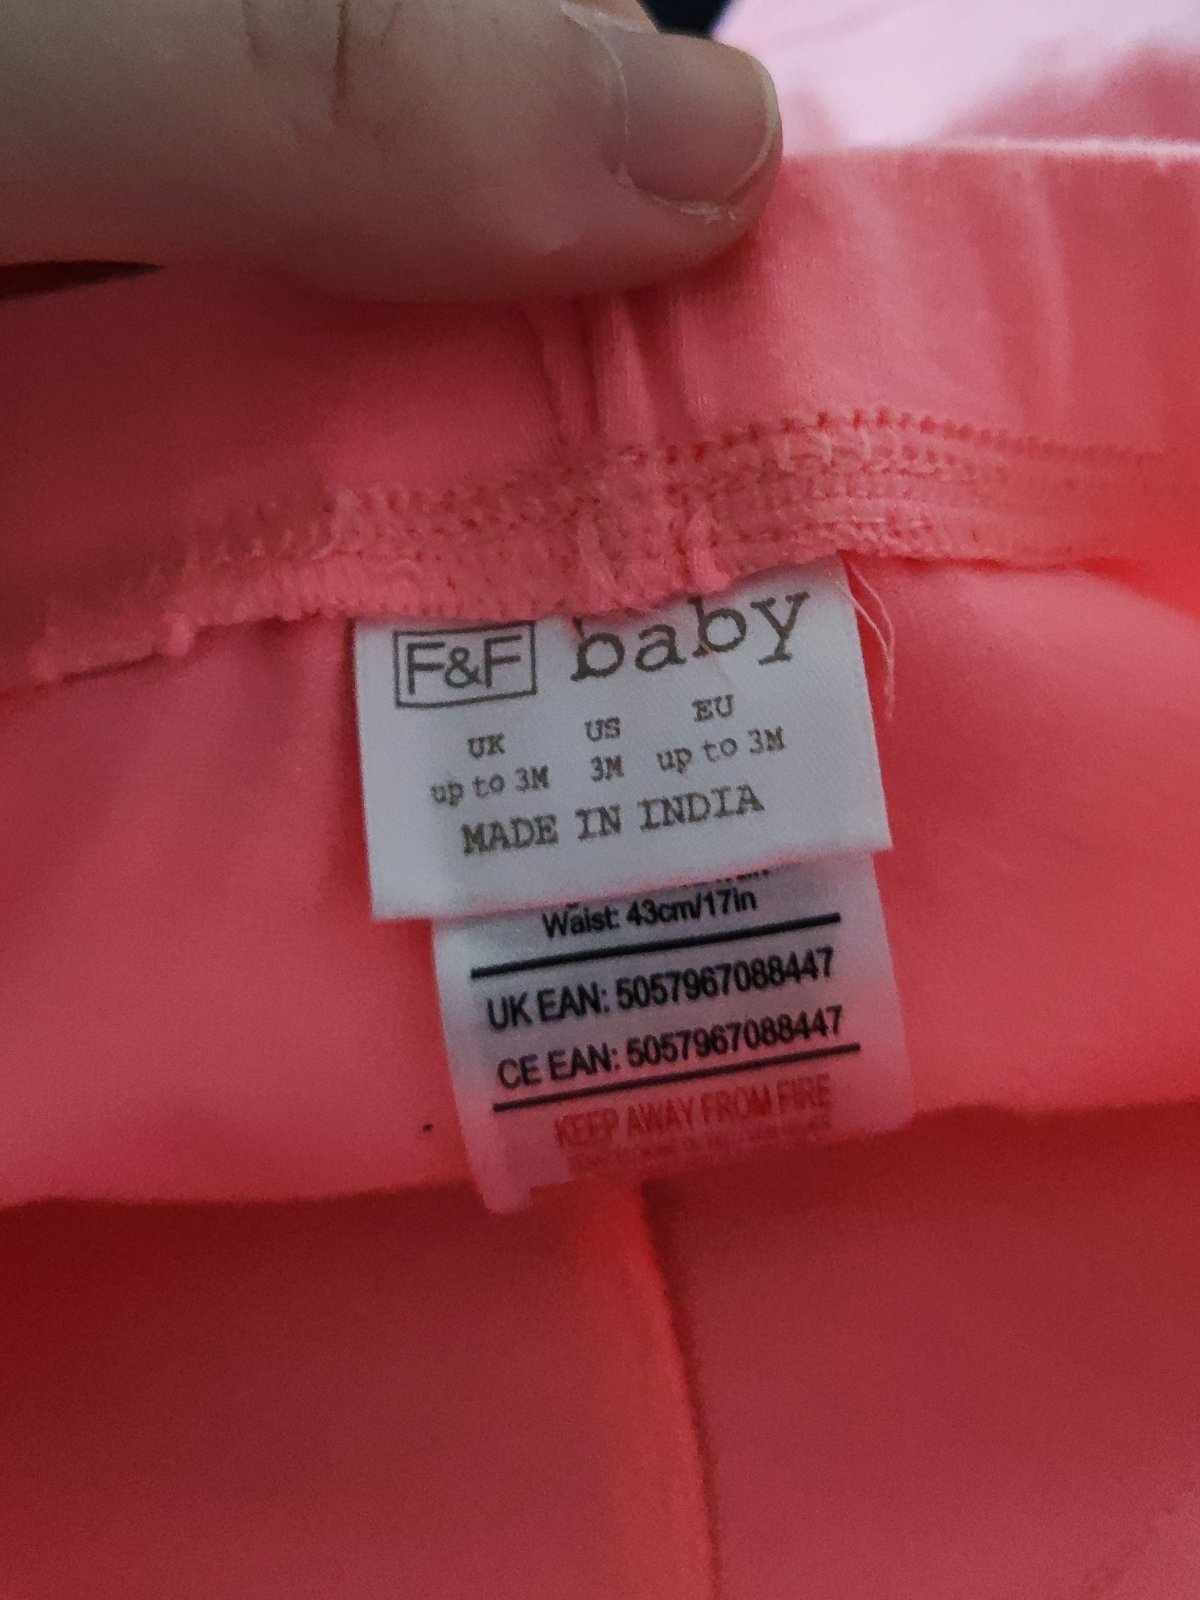 F&F baby
UK US EU
up to 3M 3M up to 3M
MADE IN INDIA
Waist: 43cm/17in
UK EAN: 5057967088447
CE EAN: 5057967088447
KEEP AWAY FROM FIRE